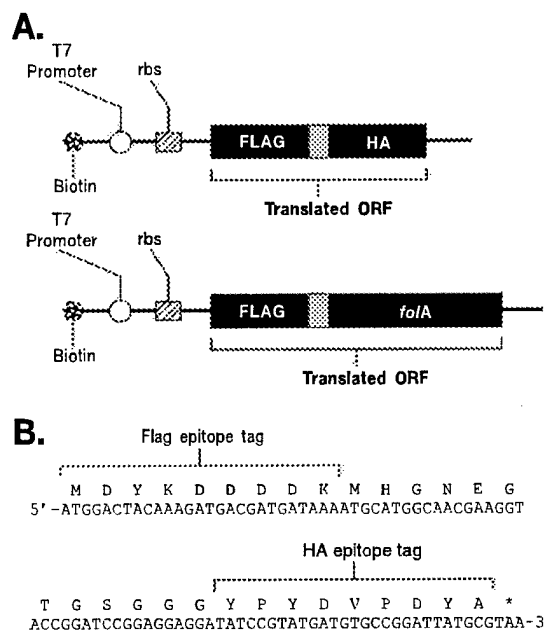 A.
T7
Promoter
rbs
FLAG
HA
Biotin
Translated ORF
T7
Promoter
rbs
FLAG
folA
Biotin
Translated ORF
B.
Flag epitope tag
M D Y K D D D D K M H G N E G
5'-ATGGACTACAAAGATGACGATGATAAAATGCATGGCAACGAAGGT
HA epitope tag
T G S G G G Y P Y D V P D Y A *
ACCGGATCCGGAGGAGGATATCCGTATGATGTGCCGGATTATGCGTAA-3